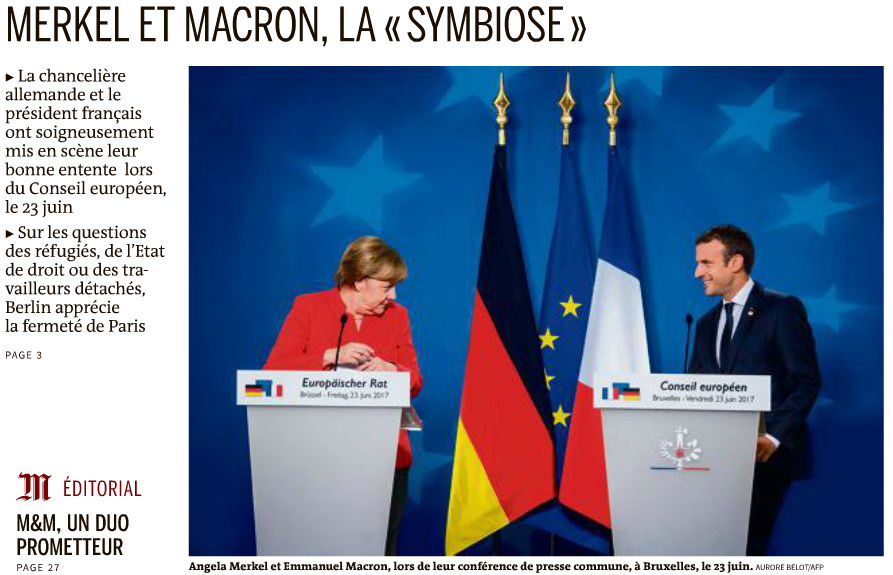 MERKEL ET MACRON, LA « SYMBIOSE »
▸ La chancelière
allemande et le
président français
ont soigneusement
mis en scène leur
bonne entente lors
du Conseil européen,
le 23 juin
▸ Sur les questions
des réfugiés, de l’Etat
de droit ou des tra-
vailleurs détachés,
Berlin apprécie
la fermeté de Paris
PAGE 3
M ÉDITORIAL
M&M, UN DUO
PROMETTEUR
PAGE 27
Europäischer Rat
Brüssel - Freitag, 23. Juni 2017
Conseil européen
Bruxelles - Vendredi 23 juin 2017
Angela Merkel et Emmanuel Macron, lors de leur conférence de presse commune, à Bruxelles, le 23 juin. AURORE BELOT/AFP